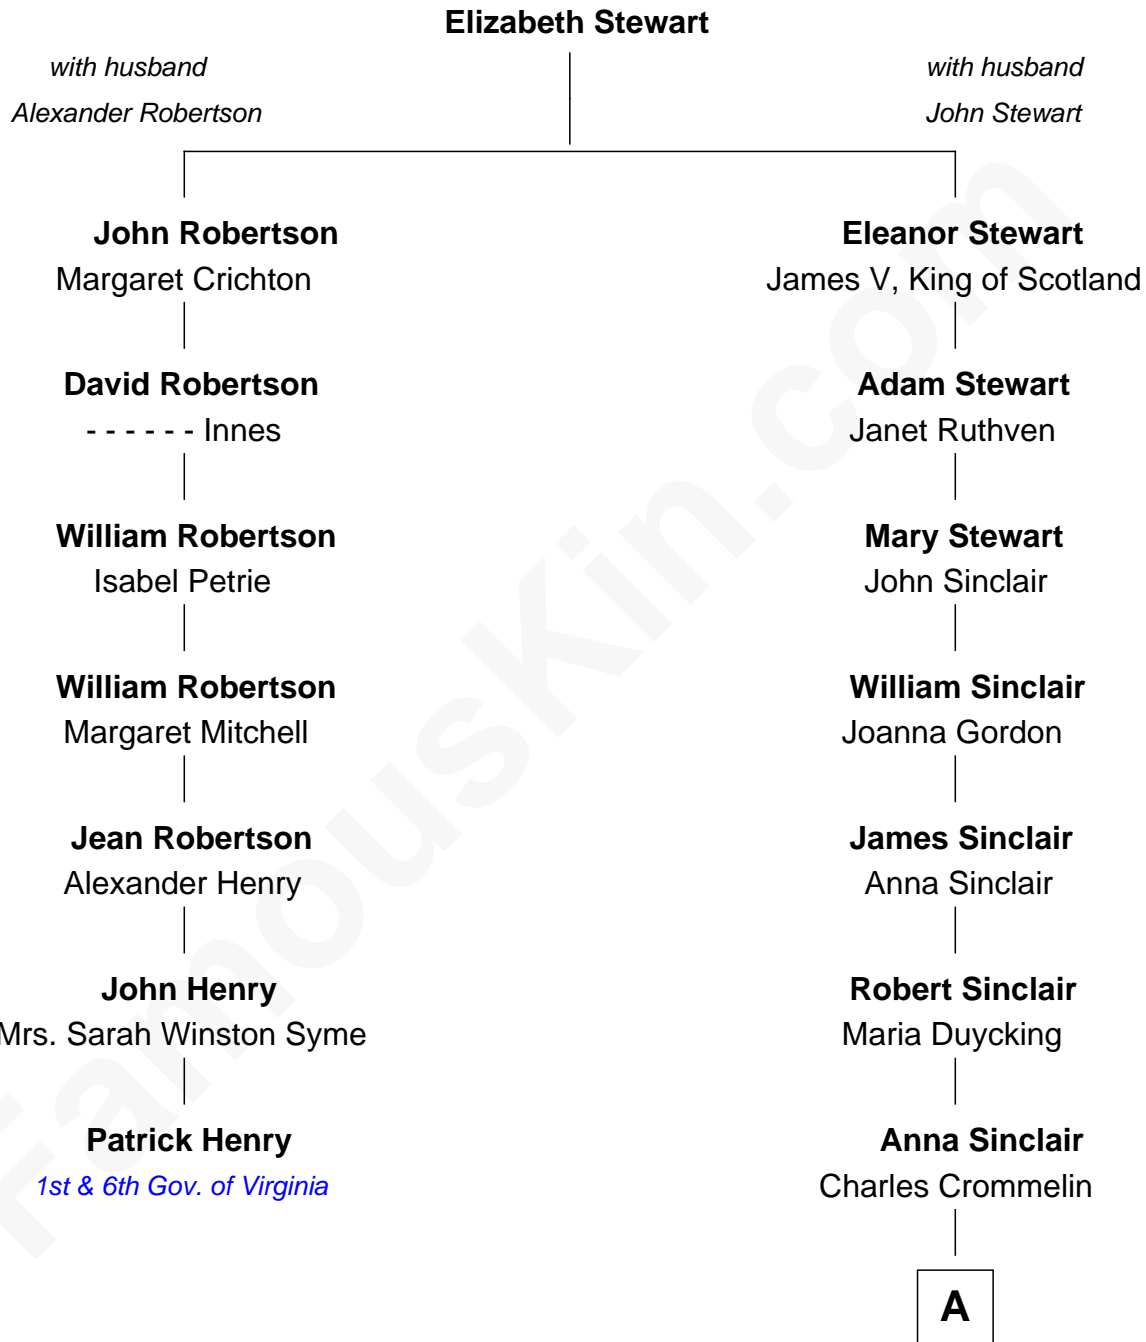 Elizabeth Stewart
with husband
Alexander Robertson
with husband
John Stewart
John Robertson
Margaret Crichton
Eleanor Stewart
James V, King of Scotland
David Robertson
- - - - - - Innes
Adam Stewart
Janet Ruthven
William Robertson
Isabel Petrie
Mary Stewart
John Sinclair
William Robertson
Margaret Mitchell
William Sinclair
Joanna Gordon
Jean Robertson
Alexander Henry
James Sinclair
Anna Sinclair
John Henry
Mrs. Sarah Winston Syme
Robert Sinclair
Maria Duycking
Patrick Henry
1st & 6th Gov. of Virginia
Anna Sinclair
Charles Crommelin
A
FamousKin.com